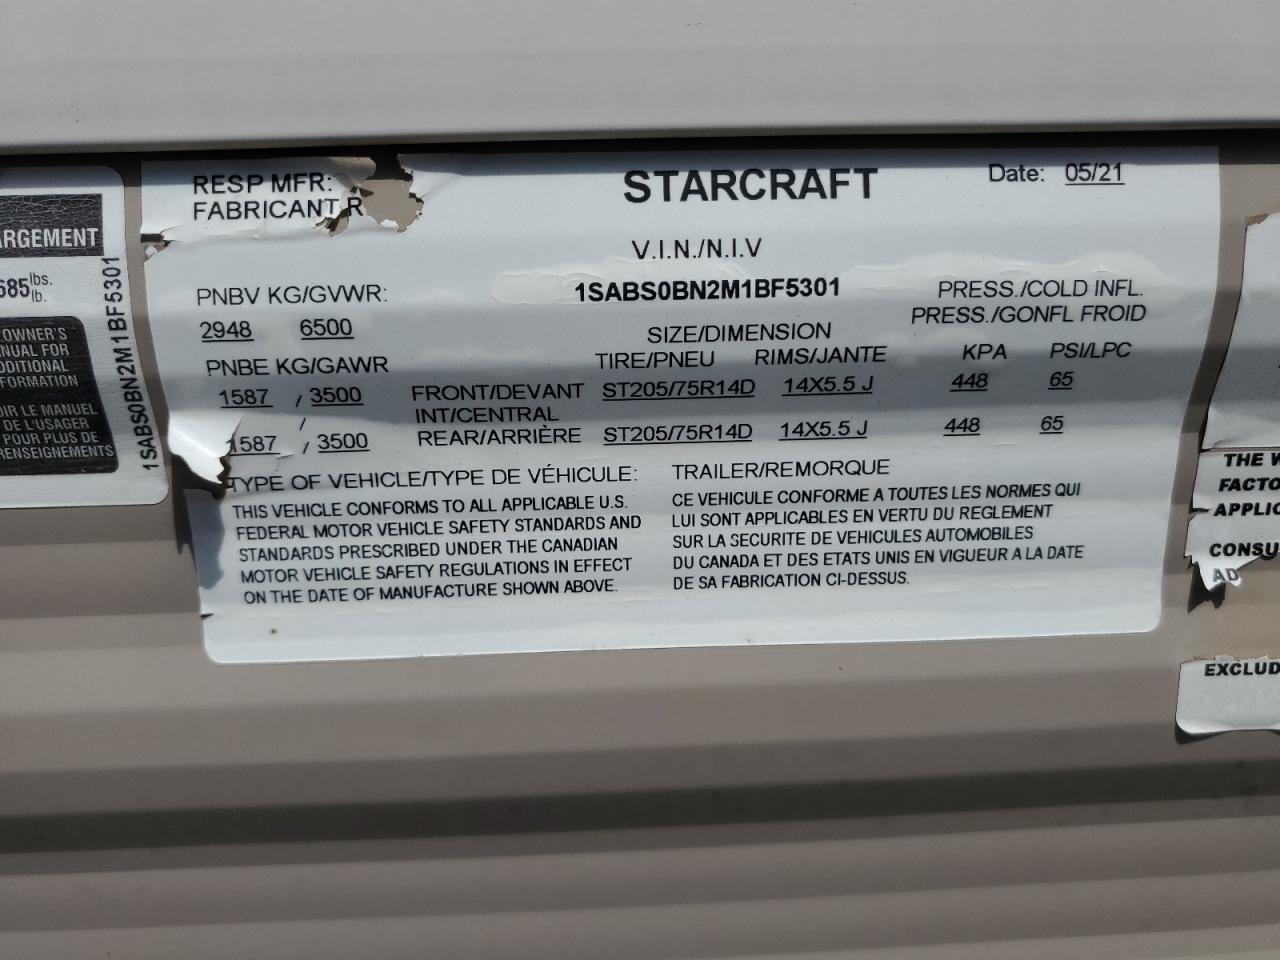 RESP MFR:
FABRICANT R
STARCRAFT
Date: 05/21
V.I.N./N.I.V
1SABS0BN2M1BF5301
PNBV KG/GVWR:
2948 6500
PNBE KG/GAWR
1587 / 3500
/
1587 / 3500
PRESS./COLD INFL.
PRESS./GONFL FROID
SIZE/DIMENSION
TIRE/PNEU RIMS/JANTE KPA PSI/LPC
FRONT/DEVANT ST205/75R14D 14X5.5 J 448 65
INT/CENTRAL
REAR/ARRIÈRE ST205/75R14D 14X5.5 J 448 65
TYPE OF VEHICLE/TYPE DE VÉHICULE: TRAILER/REMORQUE
THIS VEHICLE CONFORMS TO ALL APPLICABLE U.S.
FEDERAL MOTOR VEHICLE SAFETY STANDARDS AND
STANDARDS PRESCRIBED UNDER THE CANADIAN
MOTOR VEHICLE SAFETY REGULATIONS IN EFFECT
ON THE DATE OF MANUFACTURE SHOWN ABOVE.
CE VEHICULE CONFORME A TOUTES LES NORMES QUI
LUI SONT APPLICABLES EN VERTU DU REGLEMENT
SUR LA SECURITE DE VEHICULES AUTOMOBILES
DU CANADA ET DES ETATS UNIS EN VIGUEUR A LA DATE
DE SA FABRICATION CI-DESSUS.
ARGEMENT
685 lbs.
lb.
OWNER'S
NUAL FOR
DDITIONAL
FORMATION
OIR LE MANUEL
DE L'USAGER
POUR PLUS DE
RENSEIGNEMENTS
1SABS0BN2M1BF5301
THE W
FACTO
APPLIC
CONSU
AD
EXCLUD